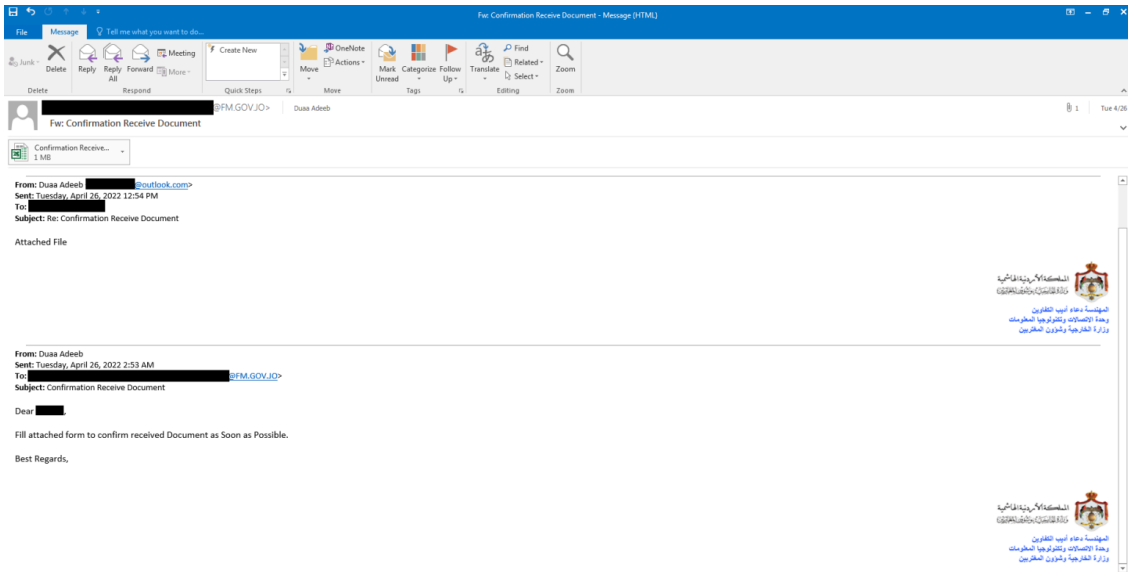 Fw: Confirmation Receive Document - Message (HTML)
File Message Tell me what you want to do...
Junk
Delete
Reply
Reply All
Forward
Meeting
More
Create New
Move
OneNote
Actions
Mark Unread
Categorize
Follow Up
Translate
Find
Related
Select
Zoom
Delete Respond Quick Steps Move Tags Editing Zoom
@FM.GOV.JO> Duaa Adeeb 1 Tue 4/26
Fw: Confirmation Receive Document
Confirmation Receive...
1 MB
From: Duaa Adeeb @outlook.com>
Sent: Tuesday, April 26, 2022 12:54 PM
To:
Subject: Re: Confirmation Receive Document
Attached File
المملكة الأردنية الهاشمية
المهندسة دعاء أديب الكفاوين
وحدة الاتصالات وتكنولوجيا المعلومات
وزارة الخارجية وشؤون المغتربين
From: Duaa Adeeb
Sent: Tuesday, April 26, 2022 2:53 AM
To: @FM.GOV.JO>
Subject: Confirmation Receive Document
Dear ,
Fill attached form to confirm received Document as Soon as Possible.
Best Regards,
المملكة الأردنية الهاشمية
المهندسة دعاء أديب الكفاوين
وحدة الاتصالات وتكنولوجيا المعلومات
وزارة الخارجية وشؤون المغتربين